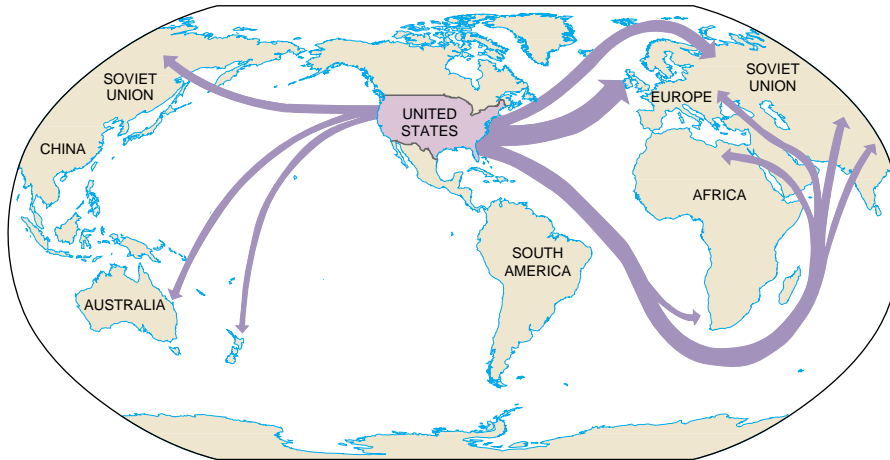 SOVIET
UNION
CHINA
AUSTRALIA
UNITED
STATES
SOUTH
AMERICA
EUROPE
AFRICA
SOVIET
UNION